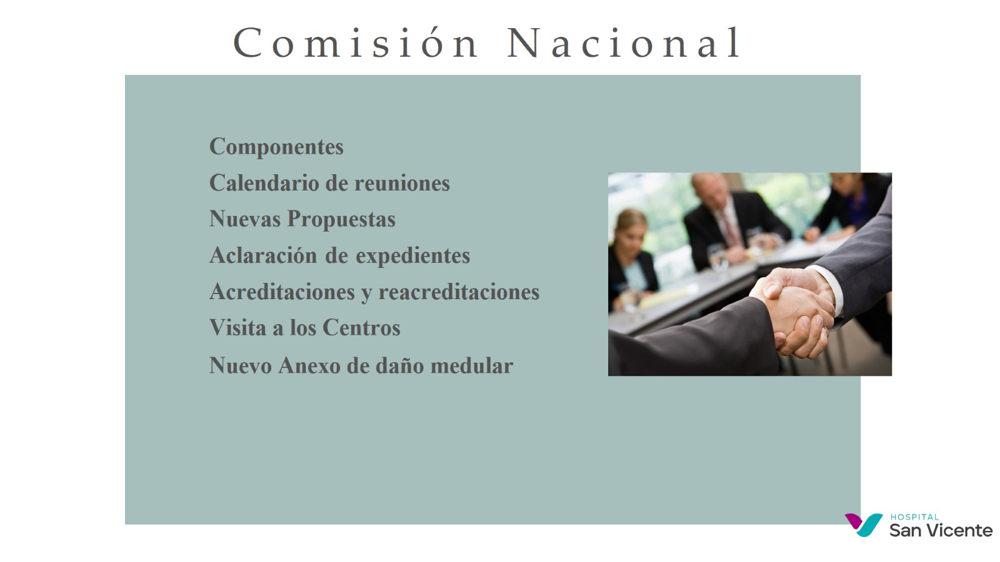 Comisión Nacional
Componentes
Calendario de reuniones
Nuevas Propuestas
Aclaración de expedientes
Acreditaciones y reacreditaciones
Visita a los Centros
Nuevo Anexo de daño medular
HOSPITAL
San Vicente